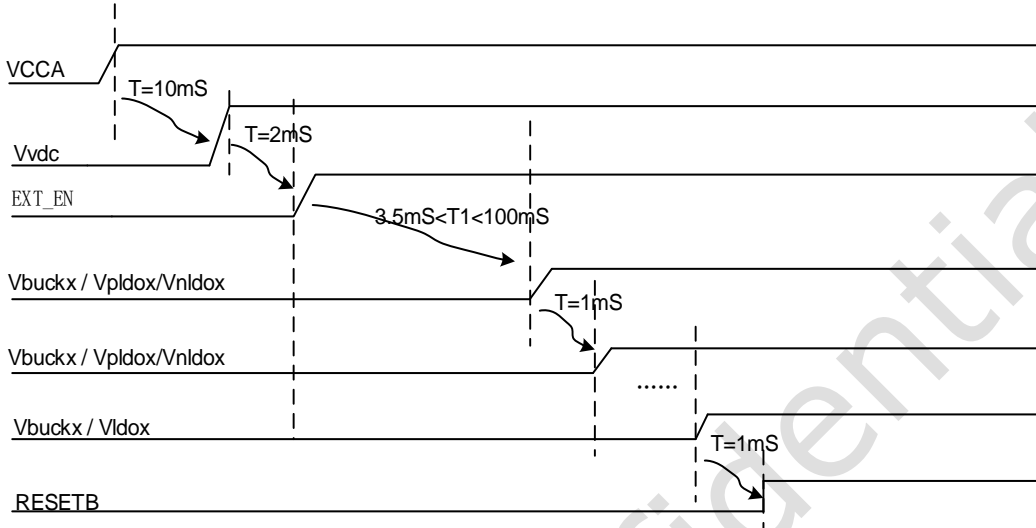 VCCA
T=10mS
Vvdc
T=2mS
EXT_EN
3.5mS<T1<100mS
Vbuckx / Vpldox/Vnldox
T=1mS
Vbuckx / Vpldox/Vnldox
......
Vbuckx / Vldox
T=1mS
RESETB
fidential